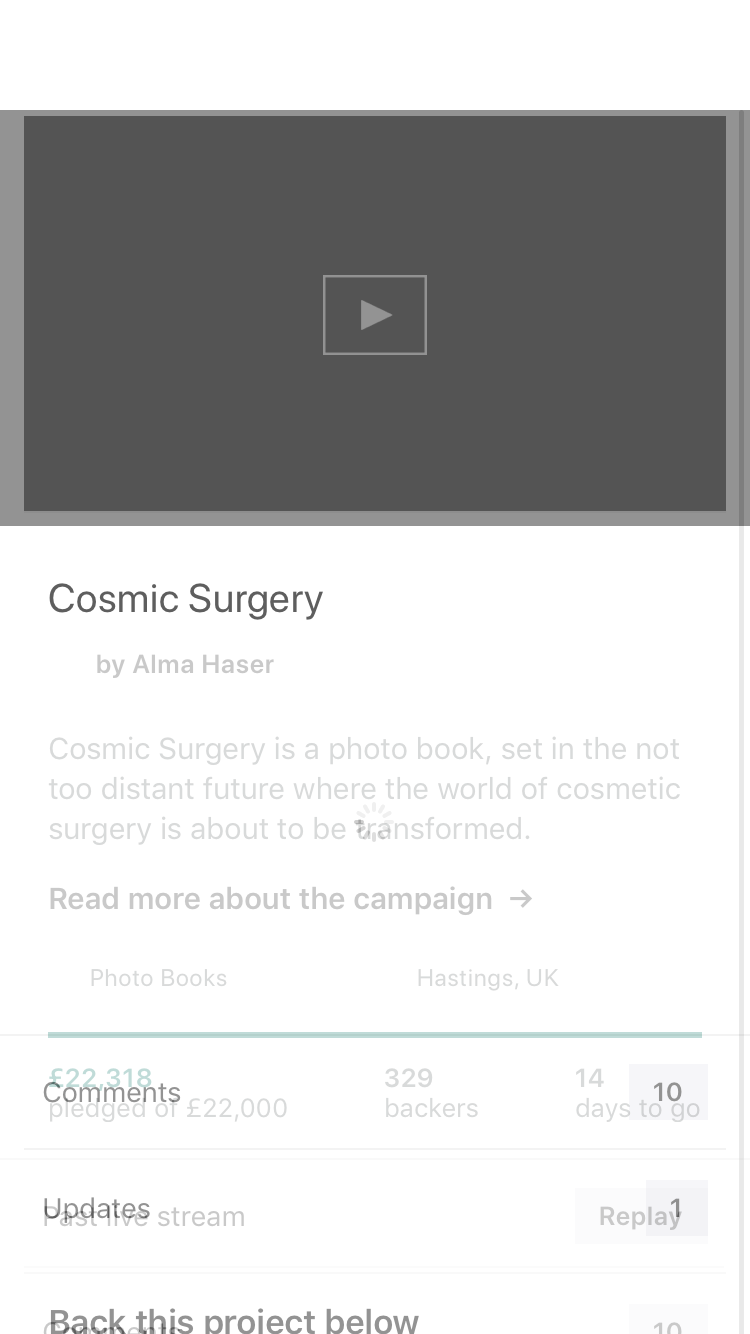 Cosmic Surgery
by Alma Haser
Cosmic Surgery is a photo book, set in the not
too distant future where the world of cosmetic
surgery is about to be transformed.
Read more about the campaign →
Photo Books
Hastings, UK
£22,318
329
14
Comments
10
pledged of £22,000
backers
days to go
Updates
1
Past live stream
Replay
Back this project below
Comments
10